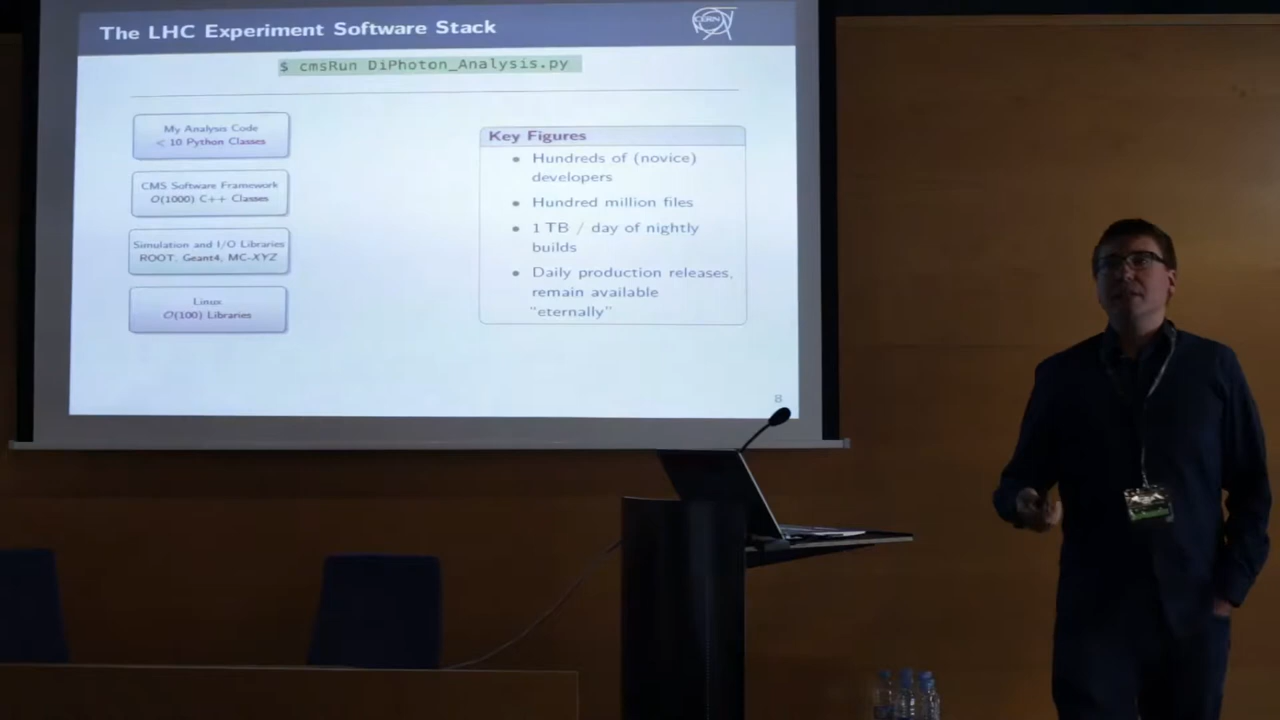 The LHC Experiment Software Stack
CERN
$ cmsRun DiPhoton_Analysis.py
My Analysis Code
< 10 Python Classes
CMS Software Framework
O(1000) C++ Classes
Simulation and I/O Libraries
ROOT, Geant4, MC-XYZ
Linux
O(100) Libraries
Key Figures
• Hundreds of (novice)
developers
• Hundred million files
• 1 TB / day of nightly
builds
• Daily production releases,
remain available
"eternally"
8